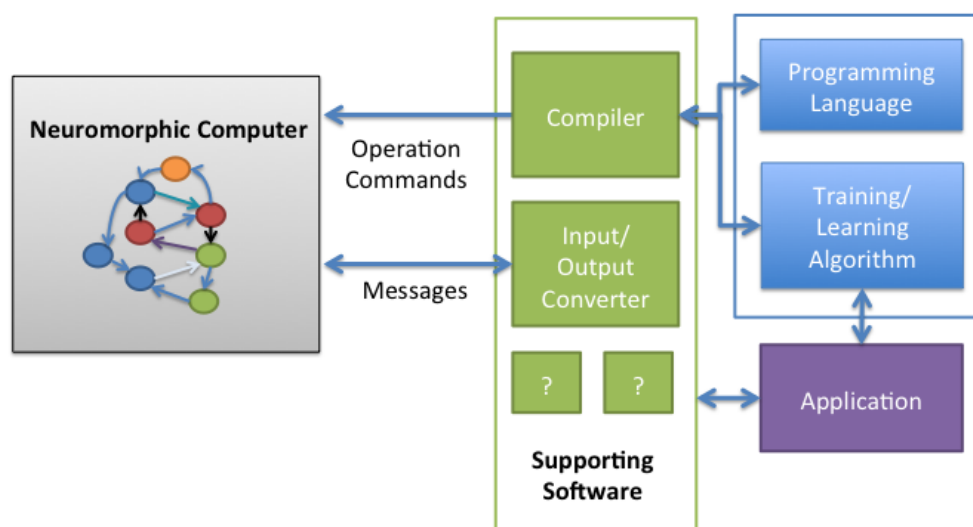 Neuromorphic Computer
Operation
Commands
Messages
Compiler
Input/
Output
Converter
?
?
Supporting
Software
Programming
Language
Training/
Learning
Algorithm
Application